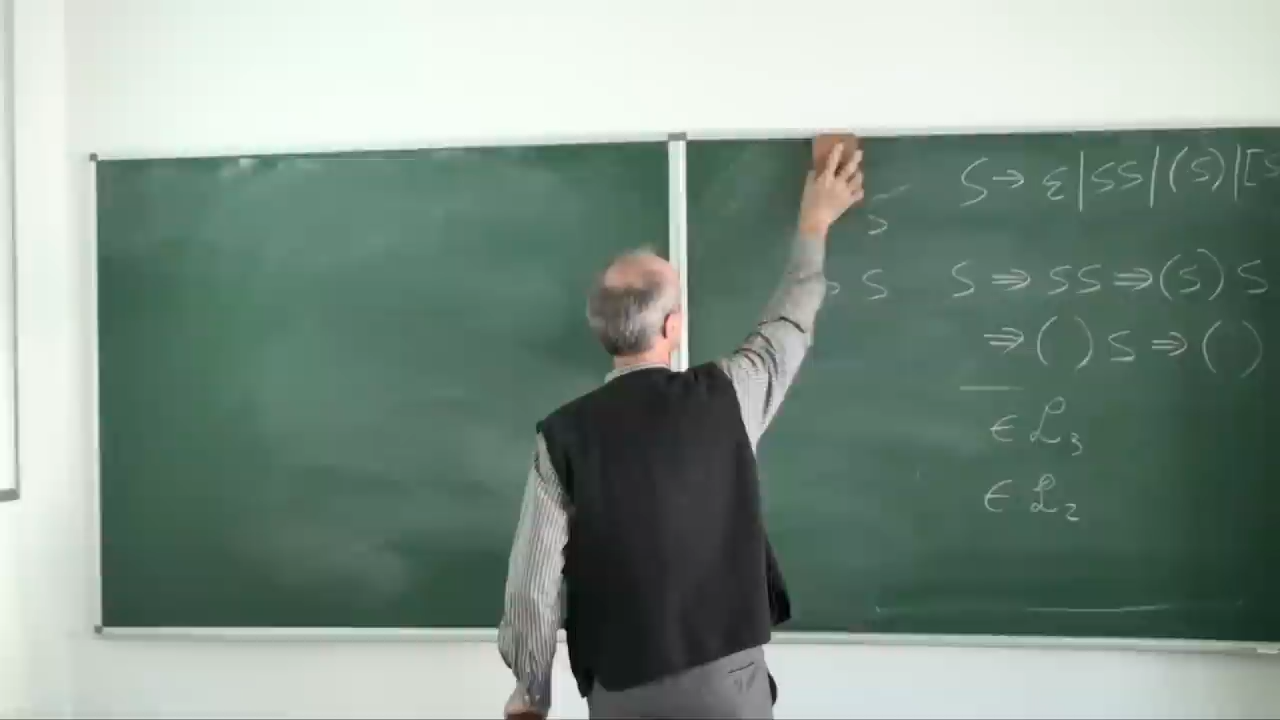 S → ε|SS|(S)|[S
S
S
S ⇒ SS ⇒ (S) S
⇒ ( ) S ⇒ ( )
∈ ℒ₃
∈ ℒ₂